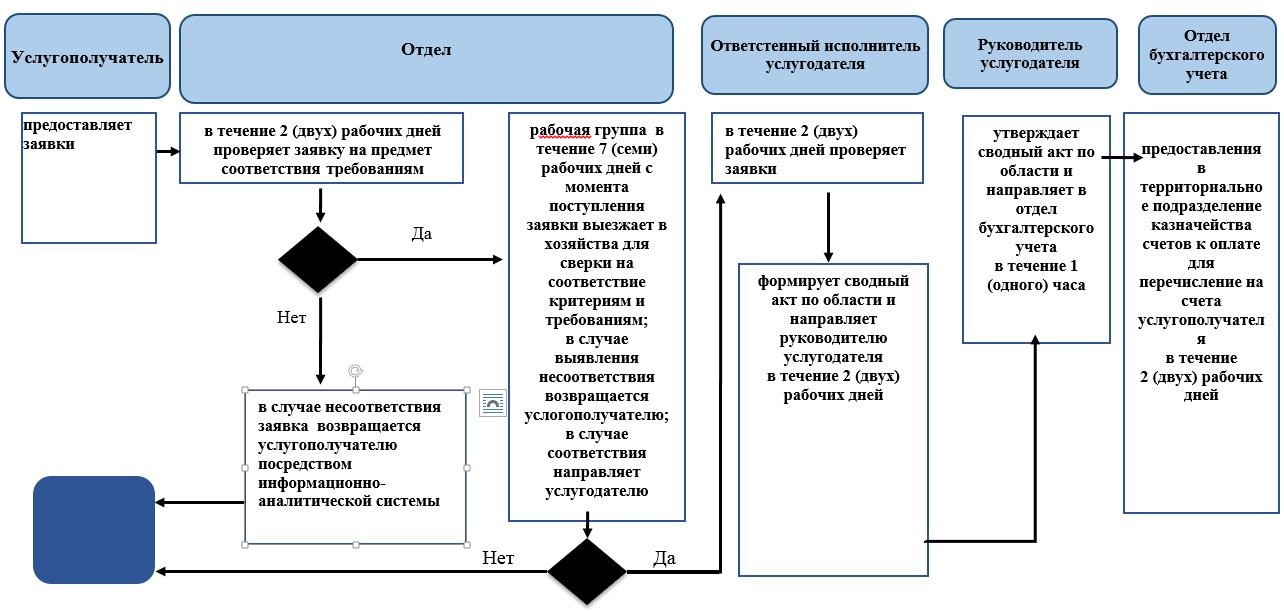 Услугополучатель
Отдел
Ответстенный исполнитель
услугодателя
Руководитель
услугодателя
Отдел
бухгалтерского
учета
предоставляет
заявки
в течение 2 (двух) рабочих дней
проверяет заявку на предмет
соответствия требованиям
Да
Нет
в случае несоответствия
заявка возвращается
услугополучателю
посредством
информационно-
аналитической системы
рабочая группа в
течение 7 (семи)
рабочих дней с
момента
поступления
заявки выезжает в
хозяйства для
сверки на
соответствие
критериям и
требованиям;
в случае
выявления
несоответствия
возвращается
услогополучателю;
в случае
соответствия
направляет
услугодателю
Нет
Да
в течение 2 (двух)
рабочих дней проверяет
заявки
формирует сводный
акт по области и
направляет
руководителю
услугодателя
в течение 2 (двух)
рабочих дней
утверждает
сводный акт по
области и
направляет в
отдел
бухгалтерского
учета
в течение 1
(одного) часа
предоставления
в
территориально
е подразделение
казначейства
счетов к оплате
для
перечисление на
счета
услугополучател
я
в течение
2 (двух) рабочих
дней